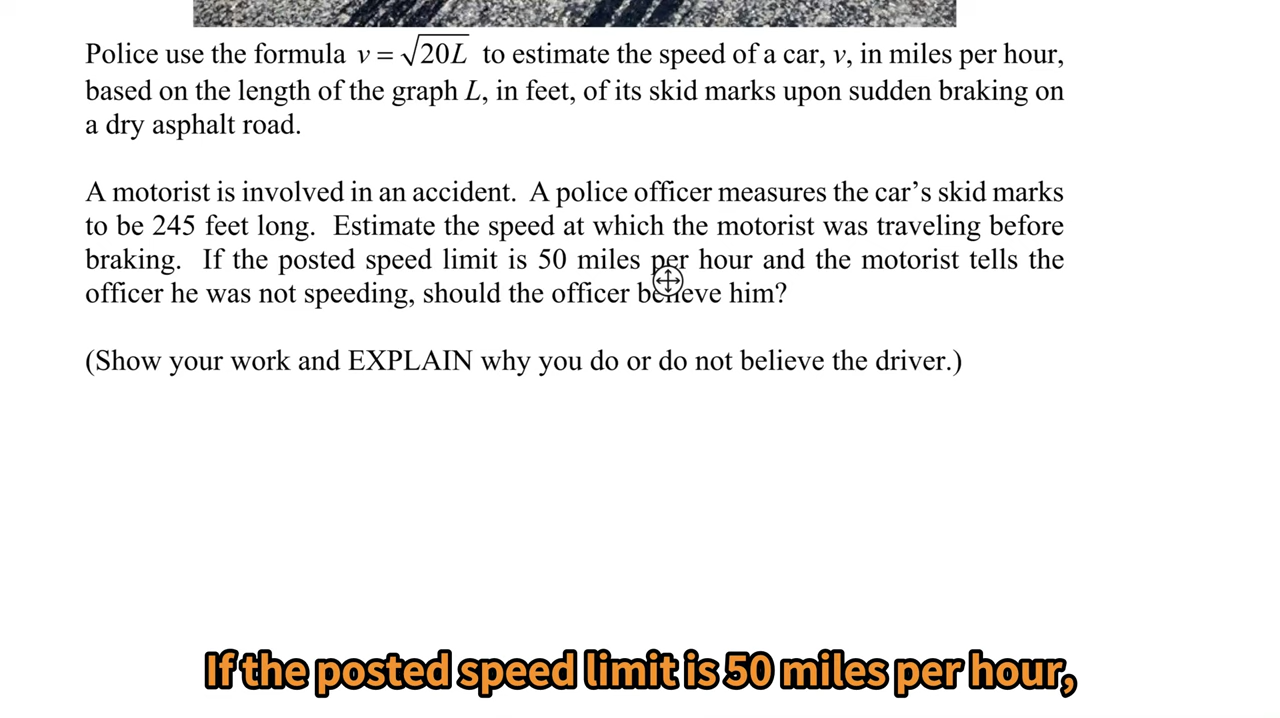 Police use the formula v = √20L to estimate the speed of a car, v, in miles per hour,
based on the length of the graph L, in feet, of its skid marks upon sudden braking on
a dry asphalt road.
A motorist is involved in an accident. A police officer measures the car's skid marks
to be 245 feet long. Estimate the speed at which the motorist was traveling before
braking. If the posted speed limit is 50 miles per hour and the motorist tells the
officer he was not speeding, should the officer believe him?
(Show your work and EXPLAIN why you do or do not believe the driver.)
If the posted speed limit is 50 miles per hour,